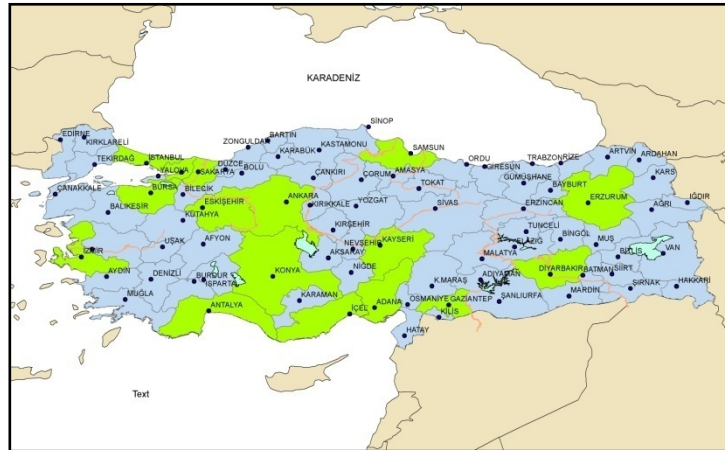 KARADENİZ
SİNOP
EDİRNE
KIRKLARELİ
TEKİRDAĞ
İSTANBUL
YALOVA
SAKARYA
DÜZCE
BOLU
ZONGULDAK
BARTIN
KARABÜK
KASTAMONU
ÇANKIRI
ÇORUM
SAMSUN
AMASYA
TOKAT
ORDU
GİRESUN
TRABZON
RİZE
ARTVİN
ARDAHAN
KARS
IĞDIR
GÜMÜŞHANE
BAYBURT
ERZURUM
AĞRI
ERZİNCAN
ÇANAKKALE
BALIKESİR
BURSA
BİLECİK
ESKİŞEHİR
KÜTAHYA
ANKARA
KIRIKKALE
YOZGAT
SİVAS
KIRŞEHİR
NEVŞEHİR
KAYSERİ
AKSARAY
NİĞDE
TUNCELİ
BİNGÖL
MUŞ
ELAZIĞ
MALATYA
BİTLİS
VAN
İZMİR
UŞAK
AFYON
AYDIN
DENİZLİ
BURDUR
ISPARTA
KONYA
KARAMAN
MUĞLA
ANTALYA
İÇEL
ADANA
K.MARAŞ
ADIYAMAN
DİYARBAKIR
BATMAN
SİİRT
ŞIRNAK
HAKKARİ
MARDİN
ŞANLIURFA
OSMANİYE
GAZİANTEP
KİLİS
HATAY
Text